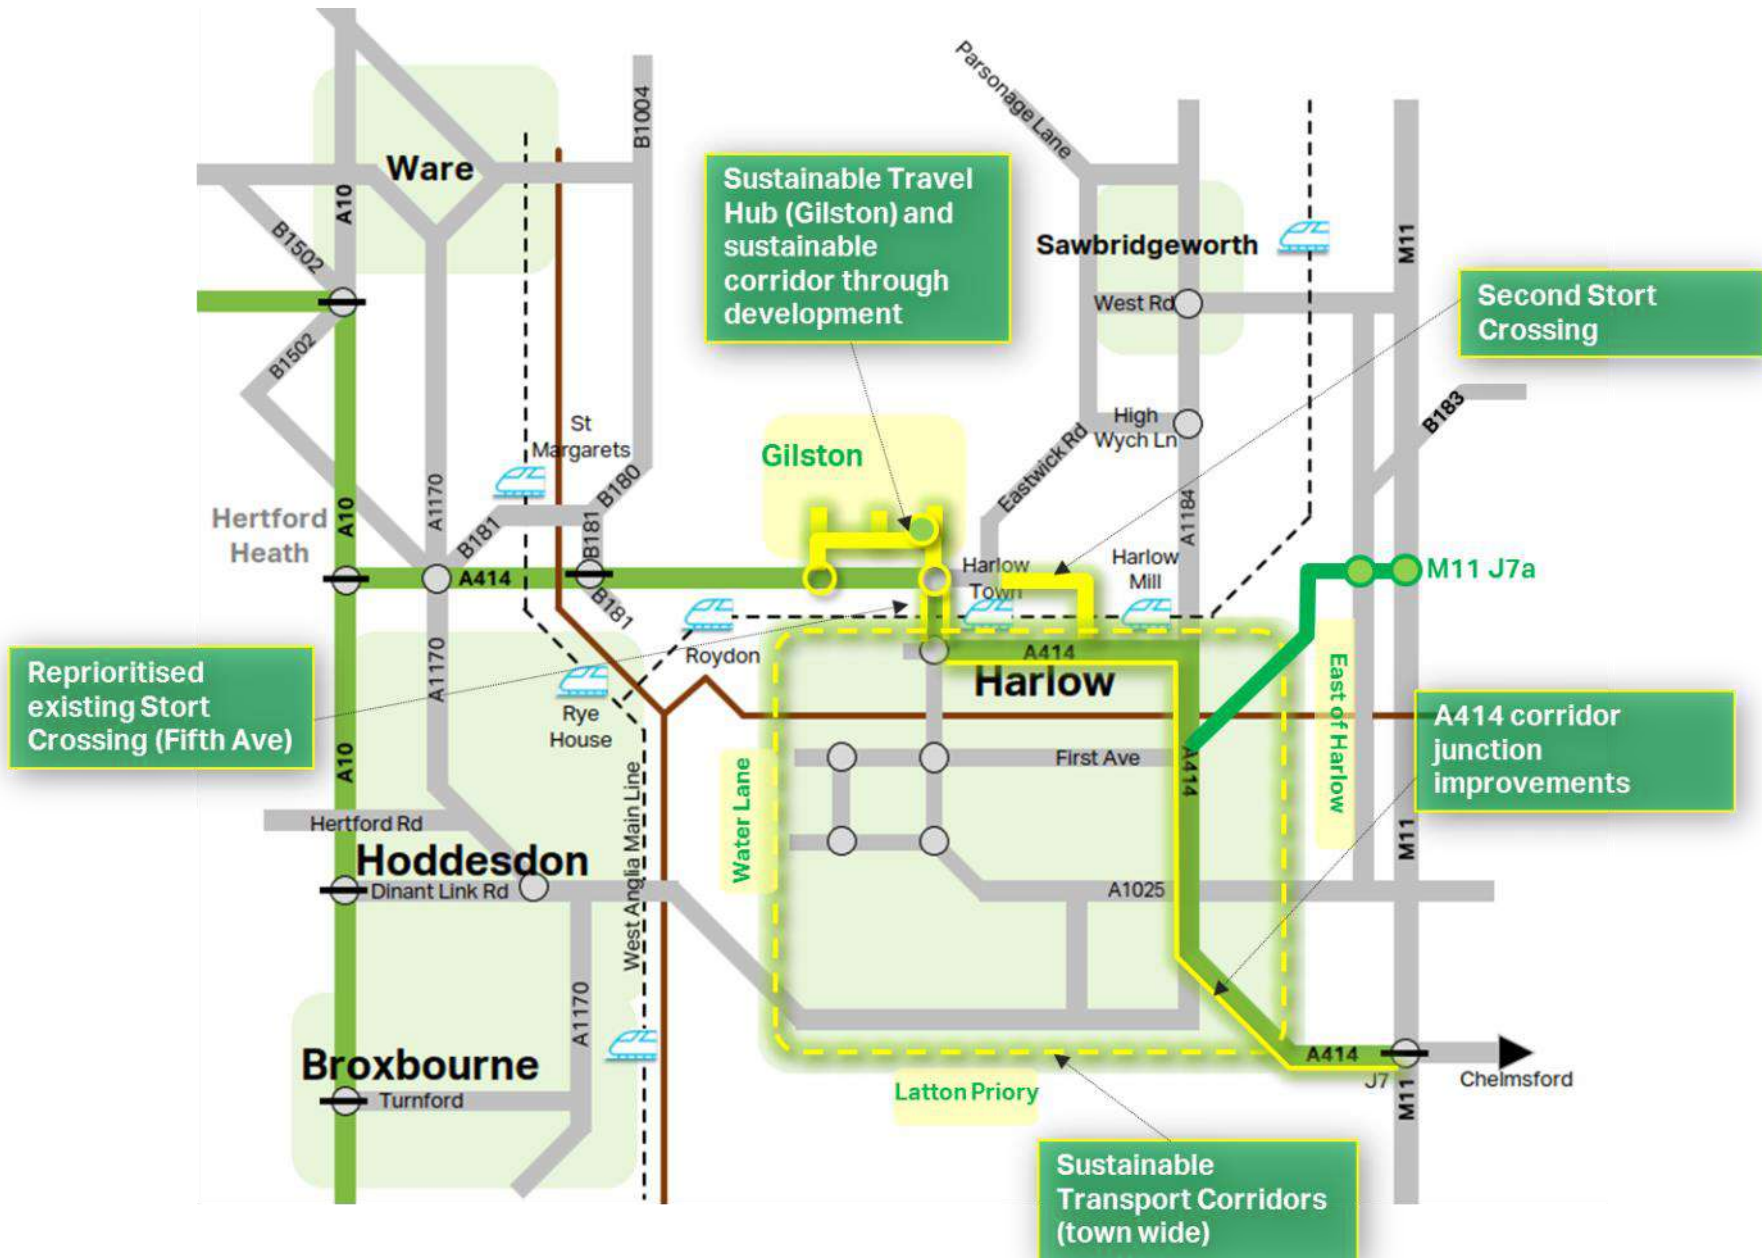 Parsonage Lane
B1004
Ware
A10
B1502
Sustainable Travel
Hub (Gilston) and
sustainable
corridor through
development
Sawbridgeworth
M11
West Rd
Second Stort
Crossing
B1502
St
Margarets
High
Wych Ln
B183
Gilston
Eastwick Rd
B180
A1170
A1184
Hertford
Heath
A10
B181
B181
A414
B181
Harlow
Town
Harlow
Mill
M11 J7a
Reprioritised
existing Stort
Crossing (Fifth Ave)
A1170
Roydon
A414
Harlow
East of Harlow
Rye
House
A414 corridor
junction
improvements
A10
West Anglia Main Line
Water Lane
First Ave
A414
M11
Hertford Rd
Hoddesdon
Dinant Link Rd
A1025
A1170
Broxbourne
Turnford
A414
J7
M11
Chelmsford
Latton Priory
Sustainable
Transport Corridors
(town wide)